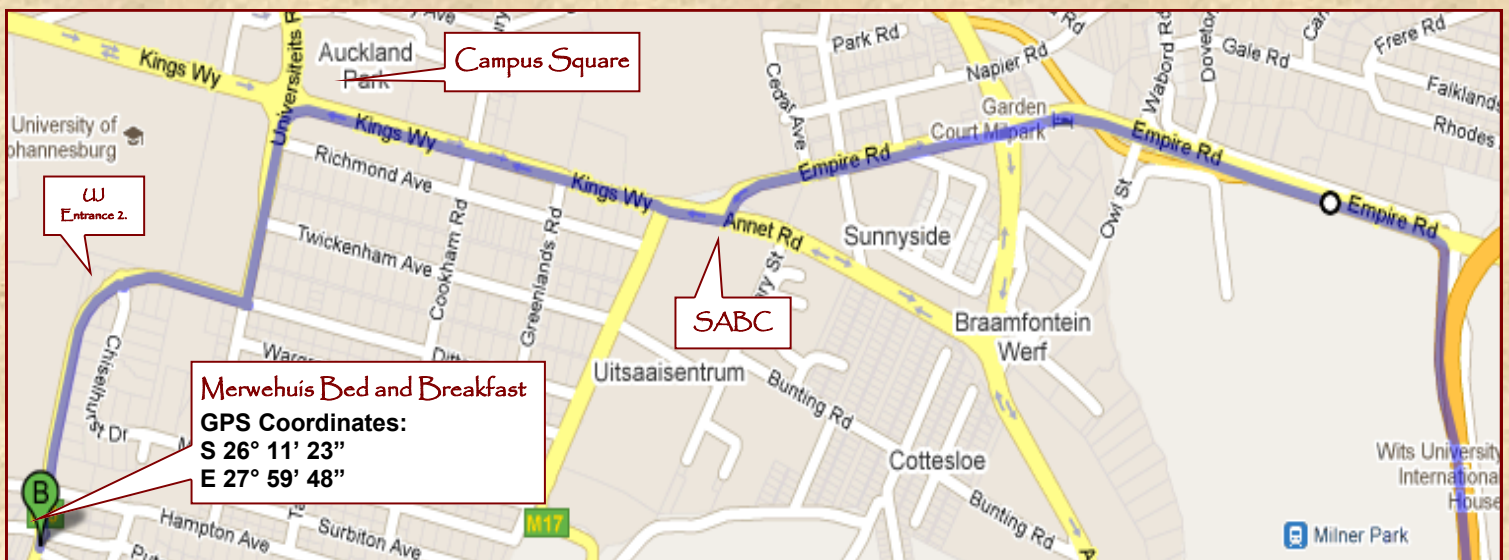 Kings Wy
Universiteits R
Auckland
Park
Campus Square
University of
ohannesburg
UJ
Entrance 2.
Kings Wy
Richmond Ave
Kings Wy
Twickenham Ave
Cookham Rd
Greenlands Rd
Cedar Ave
Park Rd
Napier Rd
Rd
Garden
Court Milpark
Empire Rd
Wabord Rd
Doveton
Gale Rd
Frere Rd
Falklands
Rhodes
Empire Rd
Empire Rd
Owl St
Annet Rd
Sunnyside
SABC
Braamfontein
Werf
Uitsaaisentrum
Bunting Rd
Cottesloe
Bunting Rd
Chiselhurst Dr
Merwehuis Bed and Breakfast
GPS Coordinates:
S 26° 11’ 23”
E 27° 59’ 48”
B
Hampton Ave
Surbiton Ave
M17
Wits University
International
House
Milner Park